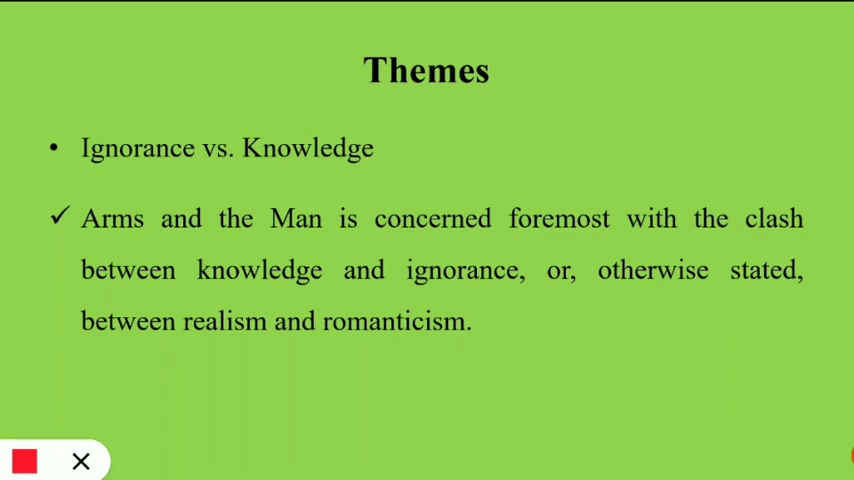 Themes
• Ignorance vs. Knowledge
✓ Arms and the Man is concerned foremost with the clash
between knowledge and ignorance, or, otherwise stated,
between realism and romanticism.